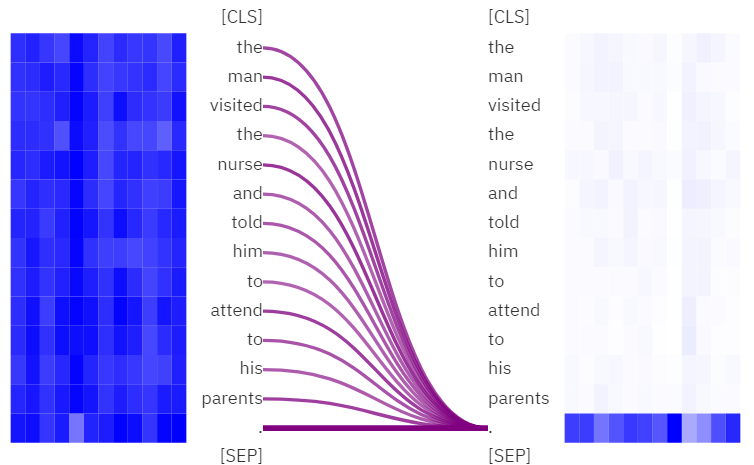 [CLS] [CLS]
the the
man man
visited visited
the the
nurse nurse
and and
told told
him him
to to
attend attend
to to
his his
parents parents
. .
[SEP] [SEP]